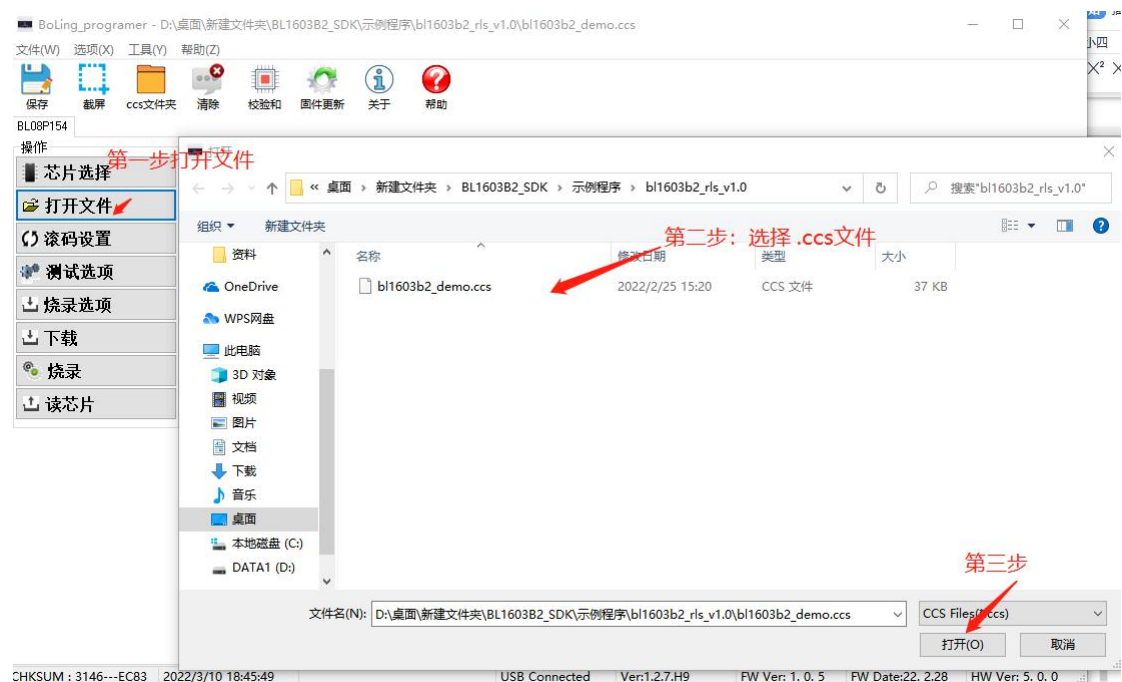 BoLing_programer - D:\桌面\新建文件夹\BL1603B2_SDK\示例程序\bl1603b2_rls_v1.0\bl1603b2_demo.ccs
文件(W) 选项(X) 工具(Y) 帮助(Z)
小四
X²
保存 截屏 ccs文件夹 清除 校验和 固件更新 关于 帮助
BL08P154
操作
第一步打开文件
芯片选择
打开文件
滚码设置
测试选项
烧录选项
下载
烧录
读芯片
« 桌面 › 新建文件夹 › BL1603B2_SDK › 示例程序 › bl1603b2_rls_v1.0
搜索"bl1603b2_rls_v1.0"
组织 新建文件夹
第二步：选择 .ccs文件
名称 修改日期 类型 大小
bl1603b2_demo.ccs 2022/2/25 15:20 CCS 文件 37 KB
资料
OneDrive
WPS网盘
此电脑
3D 对象
视频
图片
文档
下载
音乐
桌面
本地磁盘 (C:)
DATA1 (D:)
第三步
文件名(N): D:\桌面\新建文件夹\BL1603B2_SDK\示例程序\bl1603b2_rls_v1.0\bl1603b2_demo.ccs
CCS Files(*.ccs)
打开(O) 取消
CHKSUM : 3146---EC83 2022/3/10 18:45:49 USB Connected Ver:1.2.7.H9 FW Ver: 1. 0. 5 FW Date:22. 2.28 HW Ver: 5. 0. 0